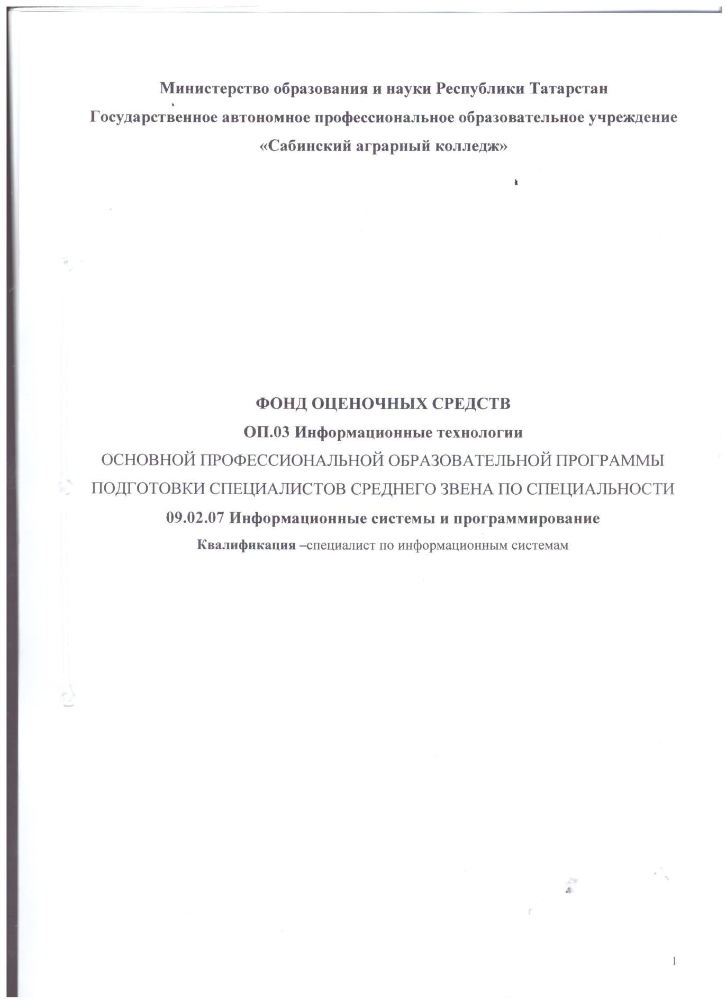 Министерство образования и науки Республики Татарстан
Государственное автономное профессиональное образовательное учреждение
«Сабинский аграрный колледж»
ФОНД ОЦЕНОЧНЫХ СРЕДСТВ
ОП.03 Информационные технологии
ОСНОВНОЙ ПРОФЕССИОНАЛЬНОЙ ОБРАЗОВАТЕЛЬНОЙ ПРОГРАММЫ
ПОДГОТОВКИ СПЕЦИАЛИСТОВ СРЕДНЕГО ЗВЕНА ПО СПЕЦИАЛЬНОСТИ
09.02.07 Информационные системы и программирование
Квалификация –специалист по информационным системам
1